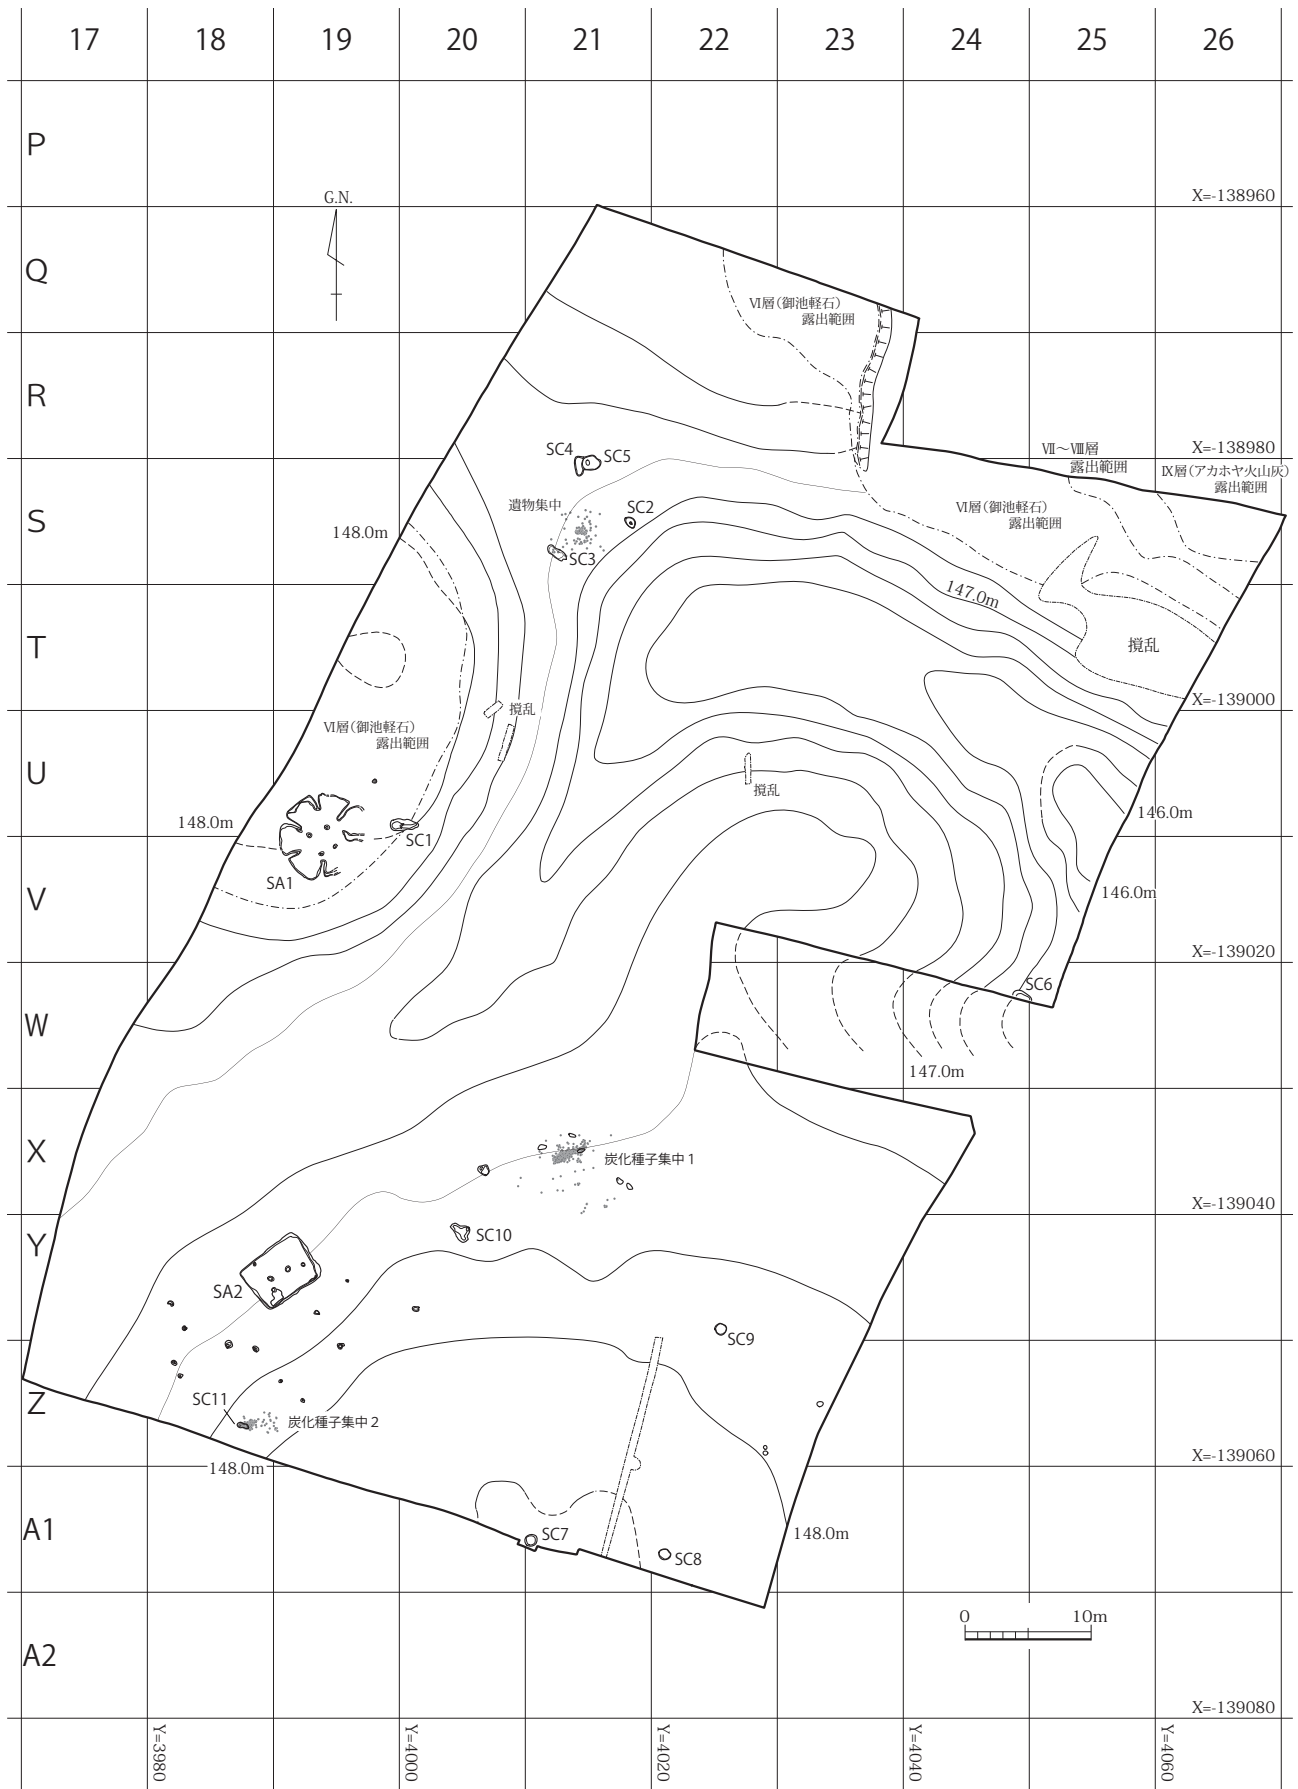 17 18 19 20 21 22 23 24 25 26
P
X=-138960
G.N.
Q
Ⅵ層(御池軽石)
露出範囲
R
SC4
SC5
Ⅶ～Ⅷ層
露出範囲
X=-138980
Ⅸ層(アカホヤ火山灰)
露出範囲
S
遺物集中
SC2
Ⅵ層(御池軽石)
露出範囲
148.0m
SC3
147.0m
T
撹乱
X=-139000
撹乱
Ⅵ層(御池軽石)
露出範囲
U
撹乱
146.0m
148.0m
SC1
SA1
V
146.0m
X=-139020
SC6
W
147.0m
X
炭化種子集中1
X=-139040
Y
SC10
SA2
SC9
Z
SC11
炭化種子集中2
X=-139060
148.0m
A1
SC7
148.0m
SC8
0 10m
A2
X=-139080
Y=3980
Y=4000
Y=4020
Y=4040
Y=4060